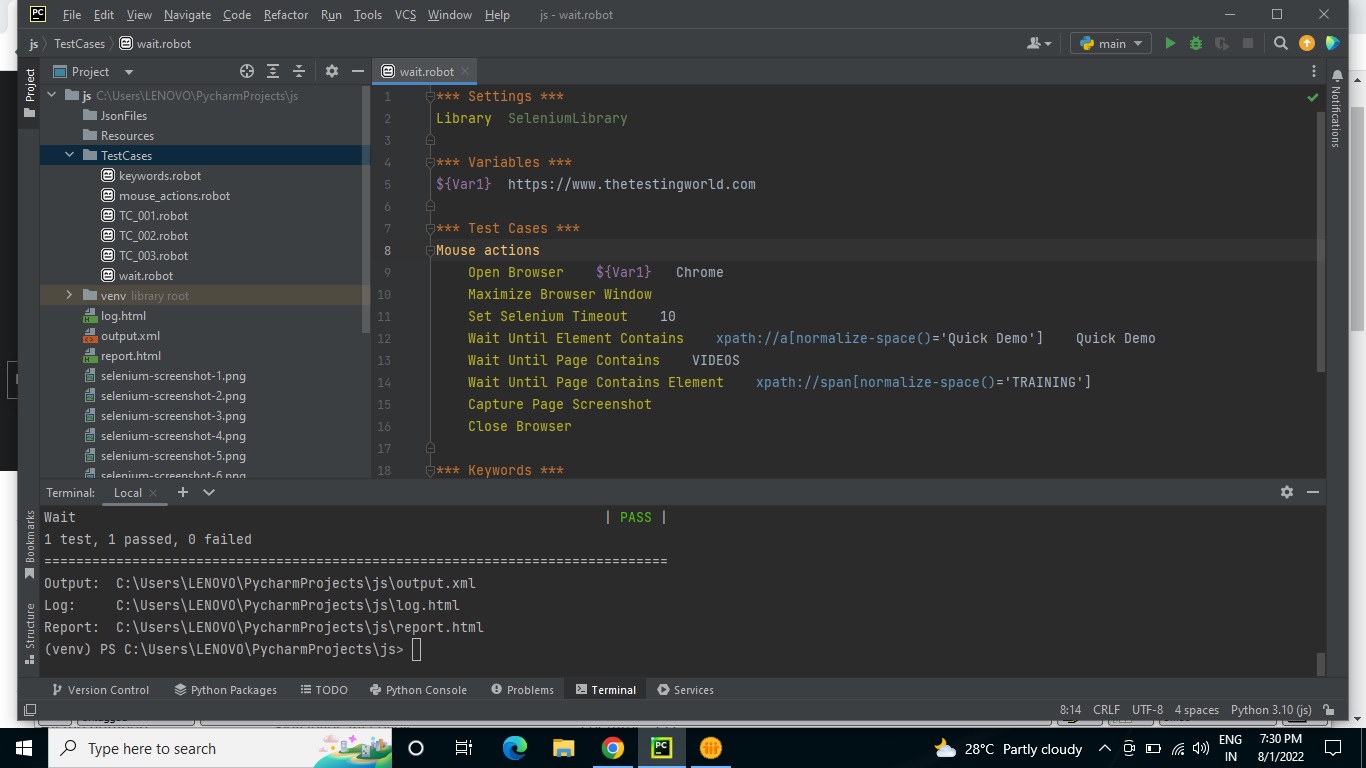 PC File Edit View Navigate Code Refactor Run Tools VCS Window Help js - wait.robot
js TestCases wait.robot main
Project
Project
js C:\Users\LENOVO\PycharmProjects\js
JsonFiles
Resources
TestCases
keywords.robot
mouse_actions.robot
TC_001.robot
TC_002.robot
TC_003.robot
wait.robot
venv library root
log.html
output.xml
report.html
selenium-screenshot-1.png
selenium-screenshot-2.png
selenium-screenshot-3.png
selenium-screenshot-4.png
selenium-screenshot-5.png
selenium-screenshot-6.png
wait.robot
1 *** Settings ***
2 Library  SeleniumLibrary
3
4 *** Variables ***
5 ${Var1}  https://www.thetestingworld.com
6
7 *** Test Cases ***
8 Mouse actions
9     Open Browser    ${Var1}   Chrome
10     Maximize Browser Window
11     Set Selenium Timeout    10
12     Wait Until Element Contains    xpath://a[normalize-space()='Quick Demo']    Quick Demo
13     Wait Until Page Contains    VIDEOS
14     Wait Until Page Contains Element    xpath://span[normalize-space()='TRAINING']
15     Capture Page Screenshot
16     Close Browser
17
18 *** Keywords ***
Notifications
Terminal: Local
Wait | PASS |
1 test, 1 passed, 0 failed
==============================================================================
Output:  C:\Users\LENOVO\PycharmProjects\js\output.xml
Log:     C:\Users\LENOVO\PycharmProjects\js\log.html
Report:  C:\Users\LENOVO\PycharmProjects\js\report.html
(venv) PS C:\Users\LENOVO\PycharmProjects\js>
Bookmarks
Structure
Version Control Python Packages TODO Python Console Problems Terminal Services
8:14 CRLF UTF-8 4 spaces Python 3.10 (js)
Type here to search
PC
28°C Partly cloudy
ENG
IN
7:30 PM
8/1/2022